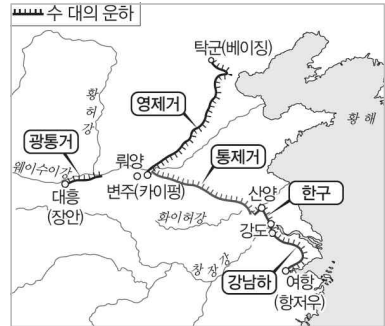 수 대의 운하
탁군(베이징)
황허강
영제거
황해
광통거
뤄양
통제거
웨이수이강
대흥
(장안)
변주(카이펑)
산양
한구
화이허강
강도
창장강
강남하
여항
(항저우)